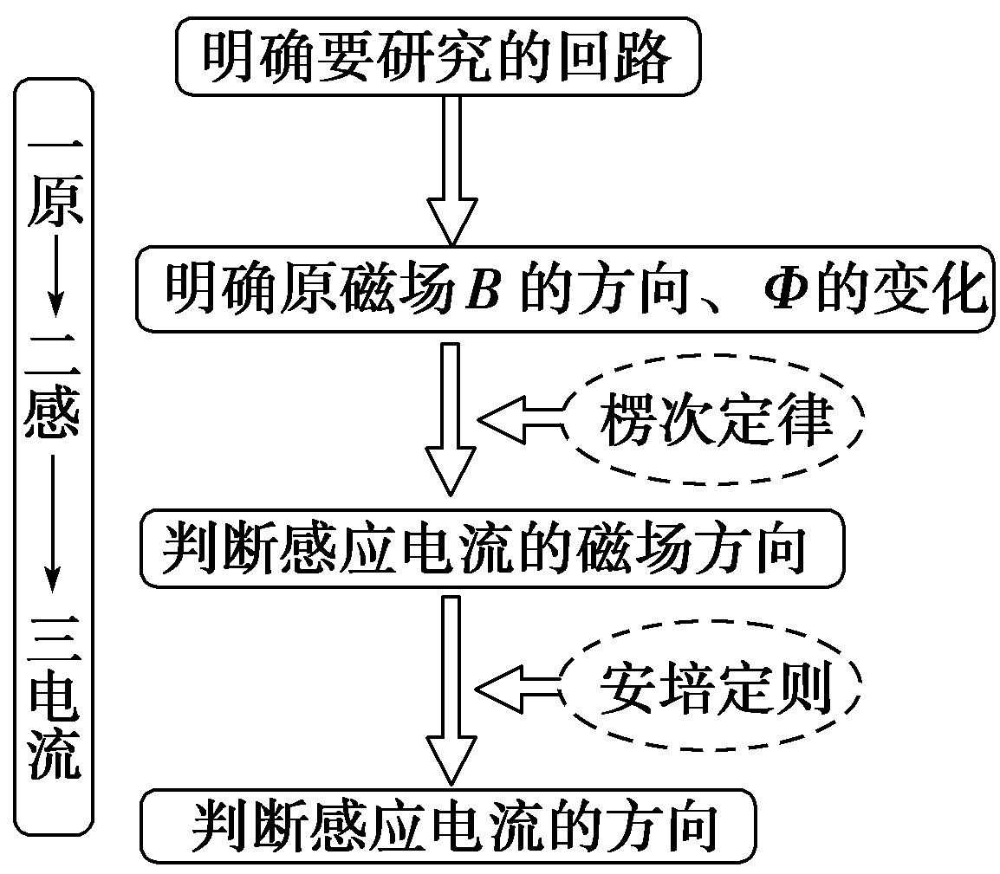 明确要研究的回路
一原
二感
三电流
明确原磁场B的方向、Φ的变化
楞次定律
判断感应电流的磁场方向
安培定则
判断感应电流的方向